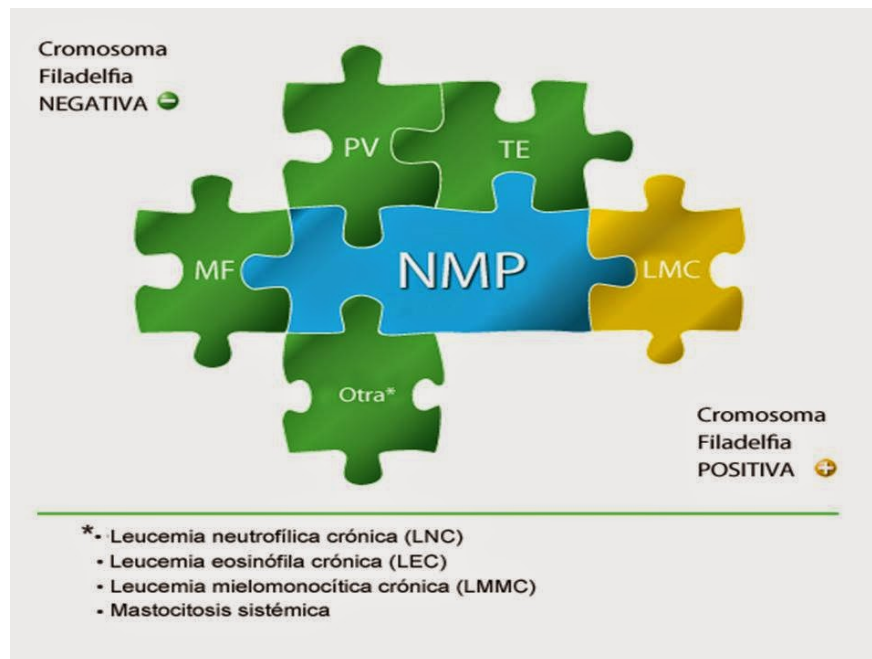 Cromosoma
Filadelfia
NEGATIVA
PV
TE
MF
NMP
LMC
Otra*
Cromosoma
Filadelfia
POSITIVA
*• Leucemia neutrofílica crónica (LNC)
• Leucemia eosinófila crónica (LEC)
• Leucemia mielomonocítica crónica (LMMC)
• Mastocitosis sistémica